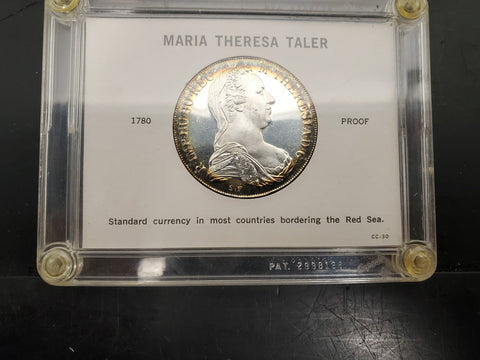 MARIA THERESA TALER
1780
PROOF
S.F.
Standard currency in most countries bordering the Red Sea.
CC-30
PAT.